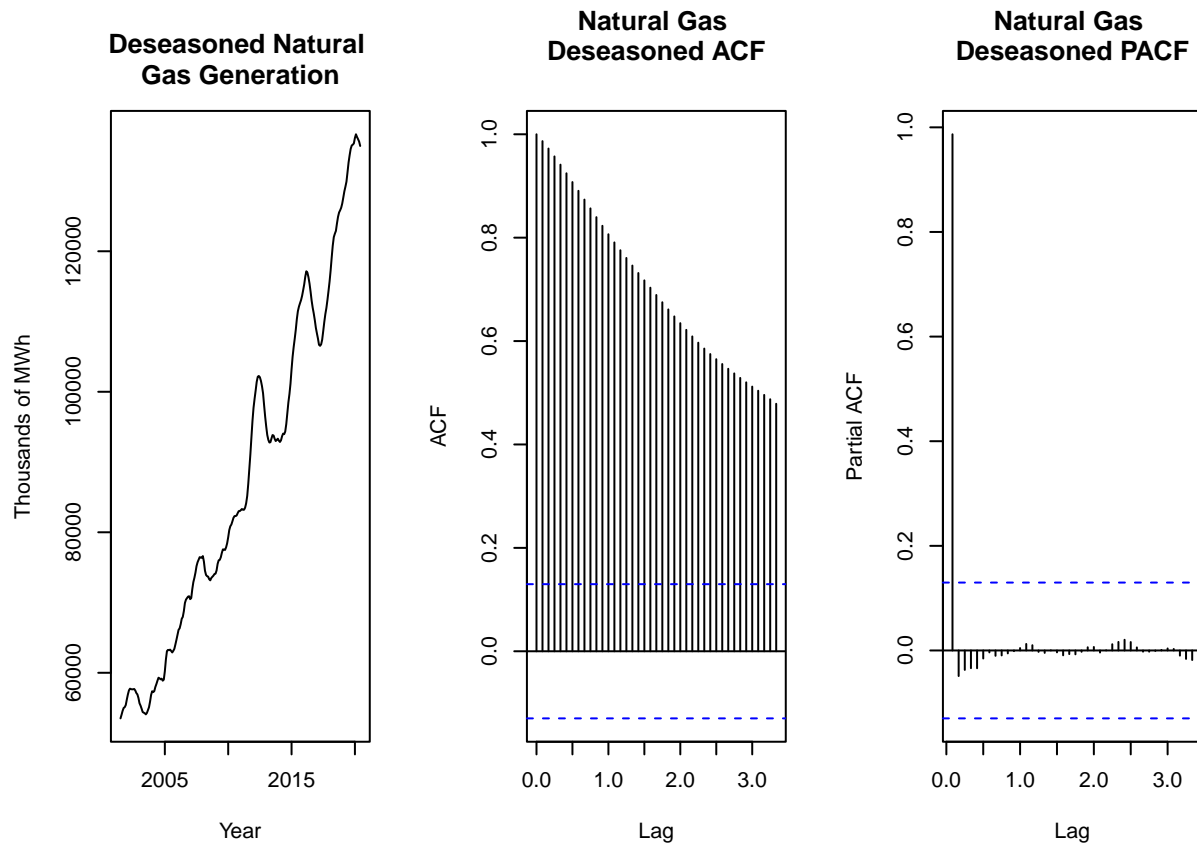 Deseasoned Natural
Gas Generation
Thousands of MWh
60000
80000
100000
120000
2005
2015
Year
Natural Gas
Deseasoned ACF
ACF
0.0
0.2
0.4
0.6
0.8
1.0
0.0
1.0
2.0
3.0
Lag
Natural Gas
Deseasoned PACF
Partial ACF
0.0
0.2
0.4
0.6
0.8
1.0
0.0
1.0
2.0
3.0
Lag